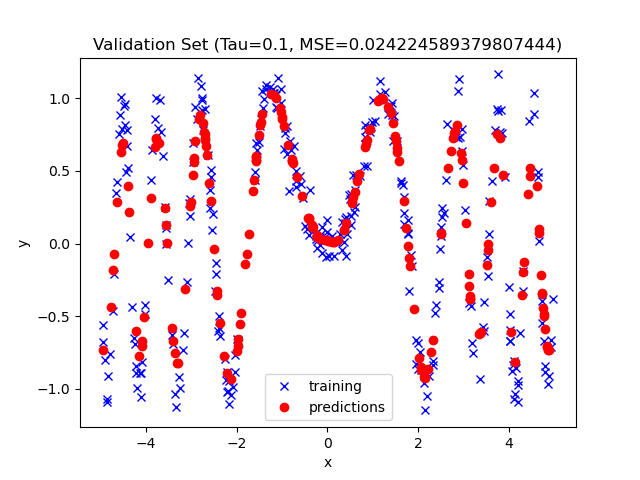 Validation Set (Tau=0.1, MSE=0.024224589379807444)
1.0
0.5
0.0
−0.5
−1.0
y
−4
−2
0
2
4
x
training
predictions